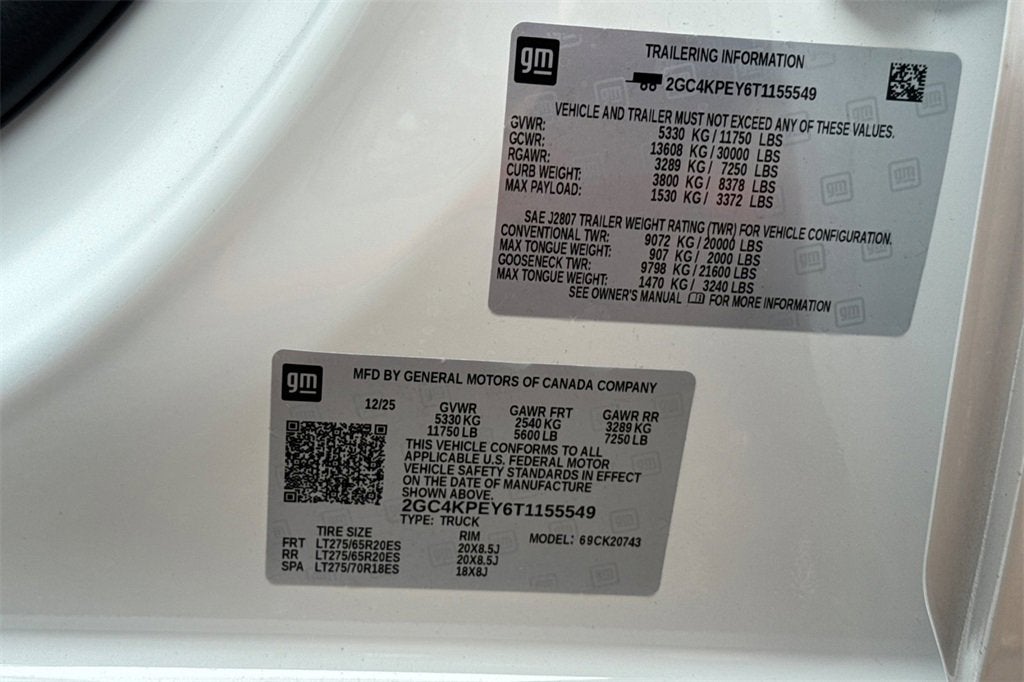 gm
TRAILERING INFORMATION
2GC4KPEY6T1155549
VEHICLE AND TRAILER MUST NOT EXCEED ANY OF THESE VALUES.
GVWR: 5330 KG / 11750 LBS
GCWR: 13608 KG / 30000 LBS
RGAWR: 3289 KG / 7250 LBS
CURB WEIGHT: 3800 KG / 8378 LBS
MAX PAYLOAD: 1530 KG / 3372 LBS
SAE J2807 TRAILER WEIGHT RATING (TWR) FOR VEHICLE CONFIGURATION.
CONVENTIONAL TWR: 9072 KG / 20000 LBS
MAX TONGUE WEIGHT: 907 KG / 2000 LBS
GOOSENECK TWR: 9798 KG / 21600 LBS
MAX TONGUE WEIGHT: 1470 KG / 3240 LBS
SEE OWNER'S MANUAL FOR MORE INFORMATION
gm
MFD BY GENERAL MOTORS OF CANADA COMPANY
12/25 GVWR GAWR FRT GAWR RR
5330 KG 2540 KG 3289 KG
11750 LB 5600 LB 7250 LB
THIS VEHICLE CONFORMS TO ALL
APPLICABLE U.S. FEDERAL MOTOR
VEHICLE SAFETY STANDARDS IN EFFECT
ON THE DATE OF MANUFACTURE
SHOWN ABOVE.
2GC4KPEY6T1155549
TYPE: TRUCK
TIRE SIZE RIM MODEL: 69CK20743
FRT LT275/65R20ES 20X8.5J
RR LT275/65R20ES 20X8.5J
SPA LT275/70R18ES 18X8J